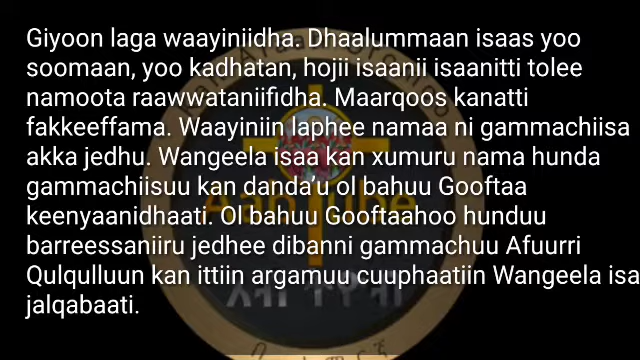 Giyoon laga waayiniidha. Dhaalummaan isaas yoo
soomaan, yoo kadhatan, hojii isaanii isaanitti tolee
namoota raawwataniifidha. Maarqoos kanatti
fakkeeffama. Waayiniin laphee namaa ni gammachiisa
akka jedhu. Wangeela isaa kan xumuru nama hunda
gammachiisuu kan danda'u ol bahuu Gooftaa
keenyaanidhaati. Ol bahuu Gooftaahoo hunduu
barreessaniiru jedhee dibanni gammachuu Afuurri
Qulqulluun kan ittiin argamuu cuuphaatiin Wangeela isa
jalqabaati.